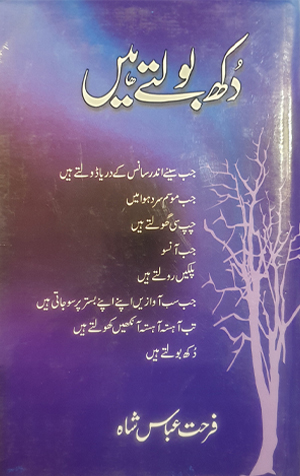 دُکھ بولتے ہیں
جب سینے اندر سانس کے دریا ڈولتے ہیں
جب موسم سرد ہوا میں
چپ سی گھولتے ہیں
جب آنسو
پلکیں رولتے ہیں
جب سب آوازیں اپنے اپنے بستر پر سو جاتی ہیں
تب آہستہ آہستہ آنکھیں کھولتے ہیں
دُکھ بولتے ہیں
فرحت عباس شاہ